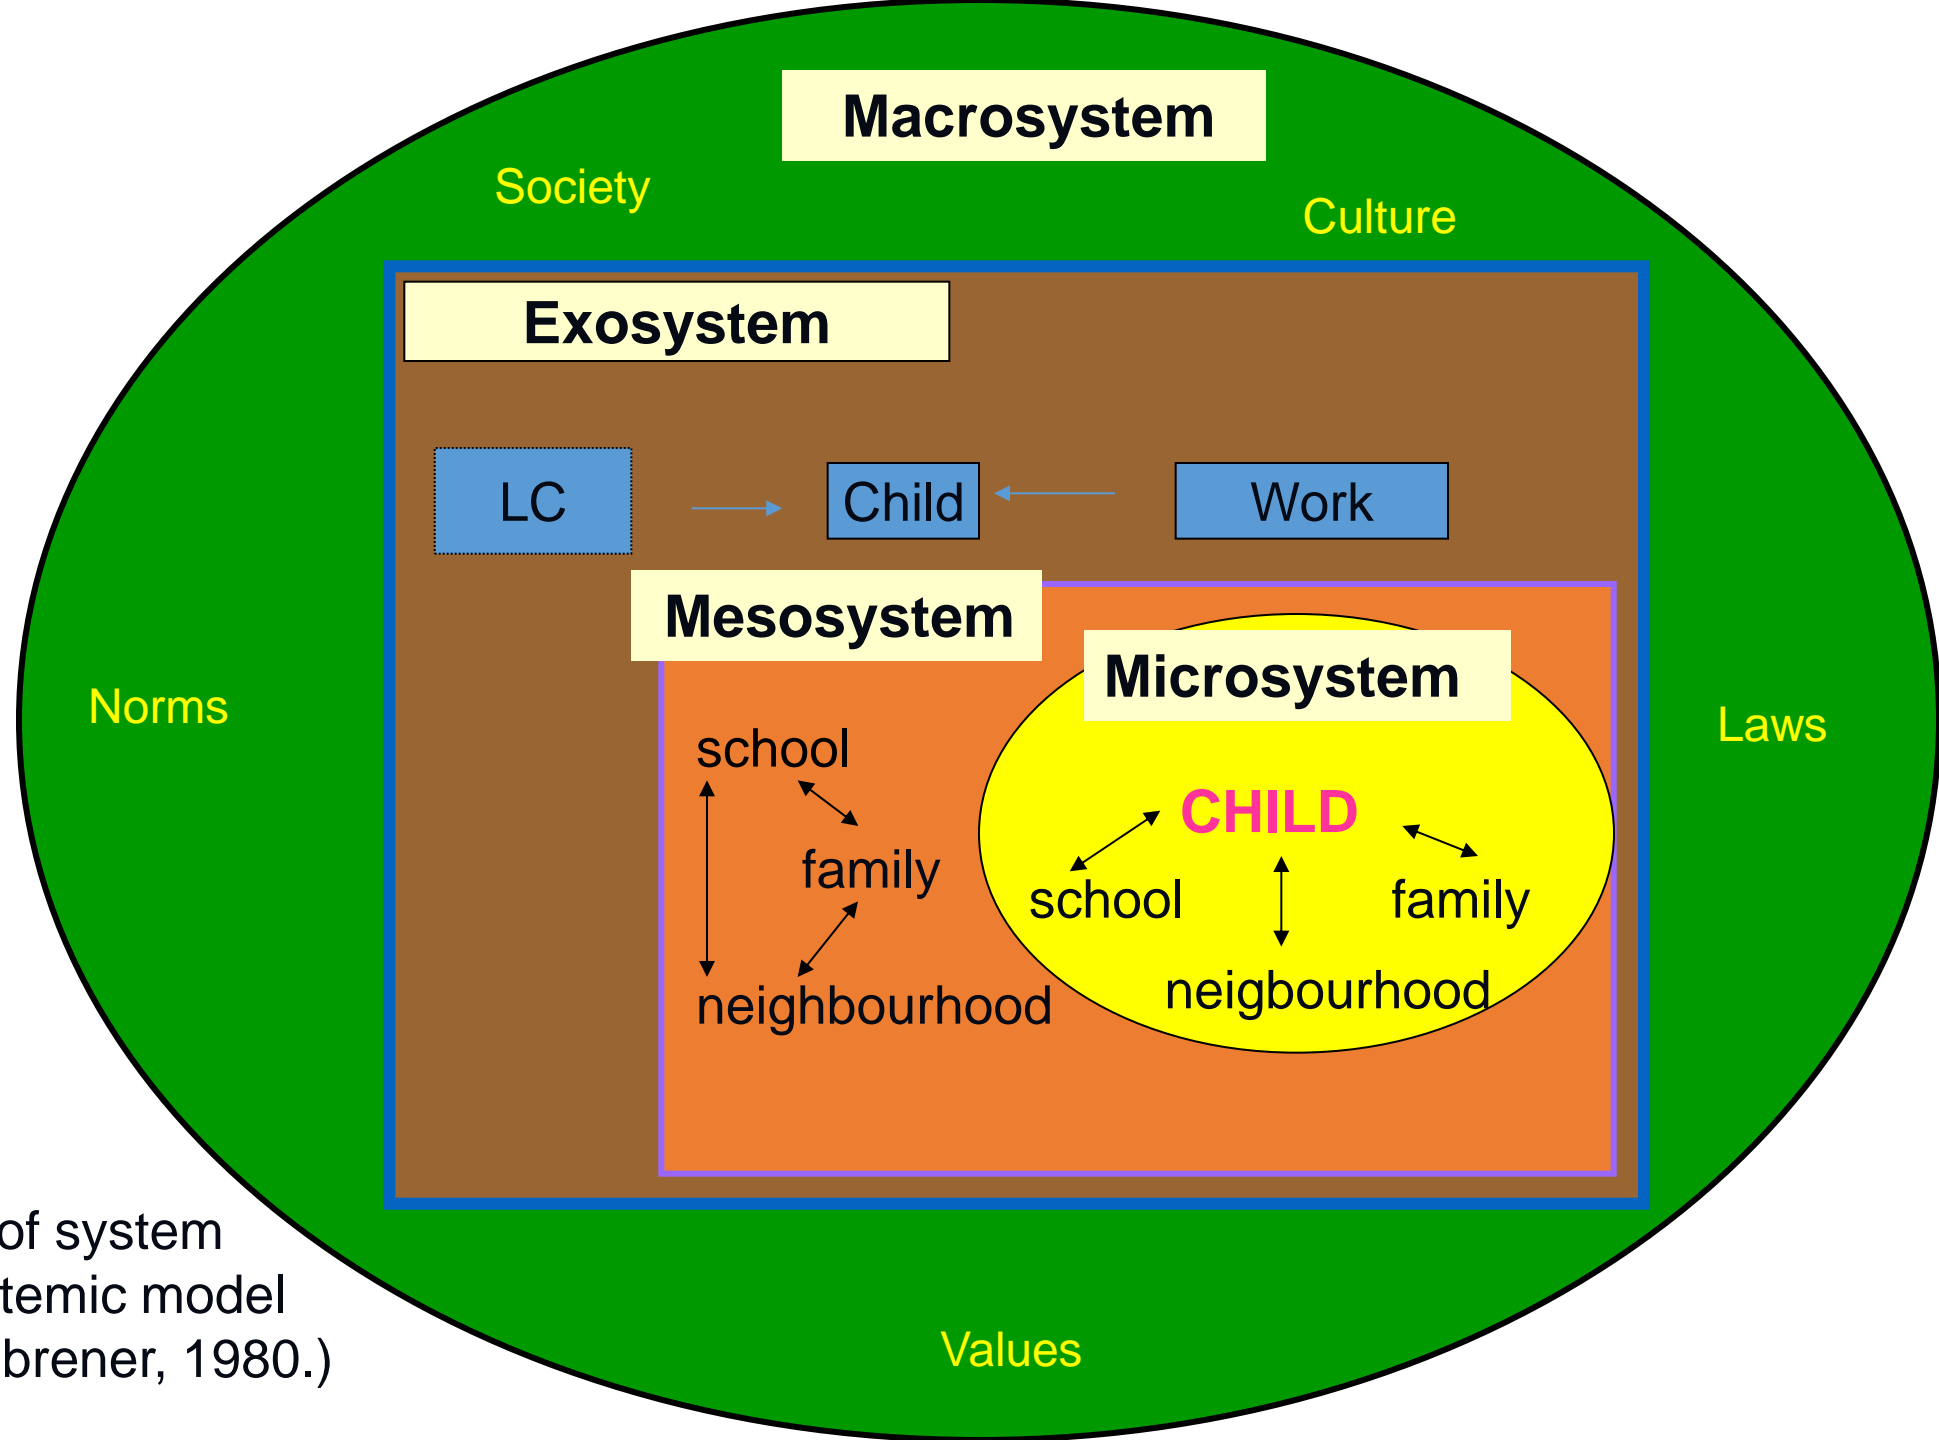 Macrosystem
Society
Culture
Exosystem
LC
Child
Work
Mesosystem
Microsystem
Norms
Laws
school
CHILD
family
school
family
neighbourhood
neigbourhood
of system
temic model
brener, 1980.)
Values